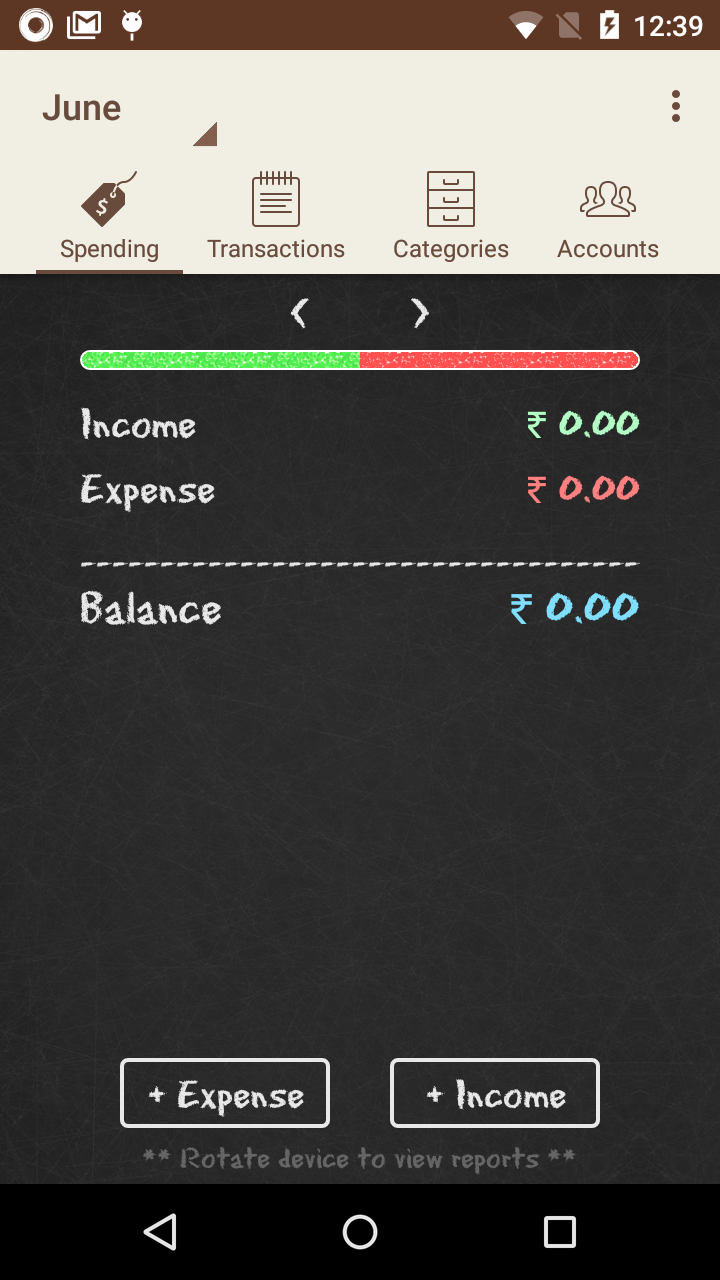 12:39
June
Spending Transactions Categories Accounts
Income ₹ 0.00
Expense ₹ 0.00
Balance ₹ 0.00
+ Expense + Income
** Rotate device to view reports **